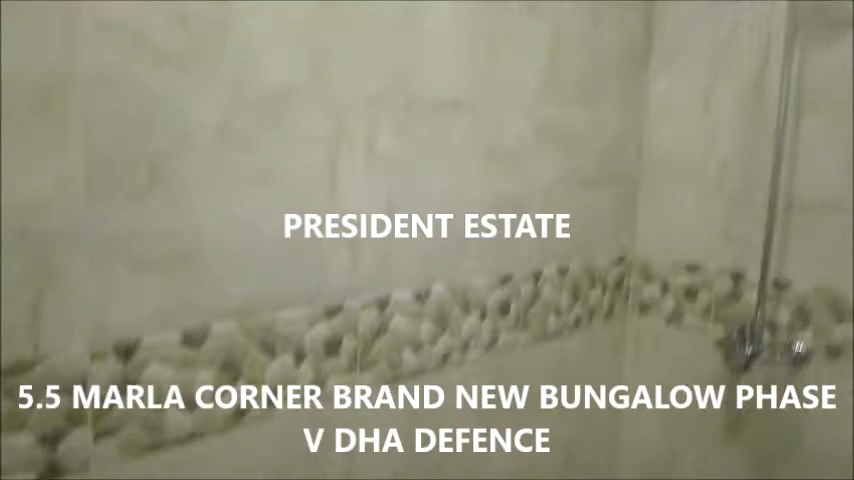 PRESIDENT ESTATE
5.5 MARLA CORNER BRAND NEW BUNGALOW PHASE
V DHA DEFENCE